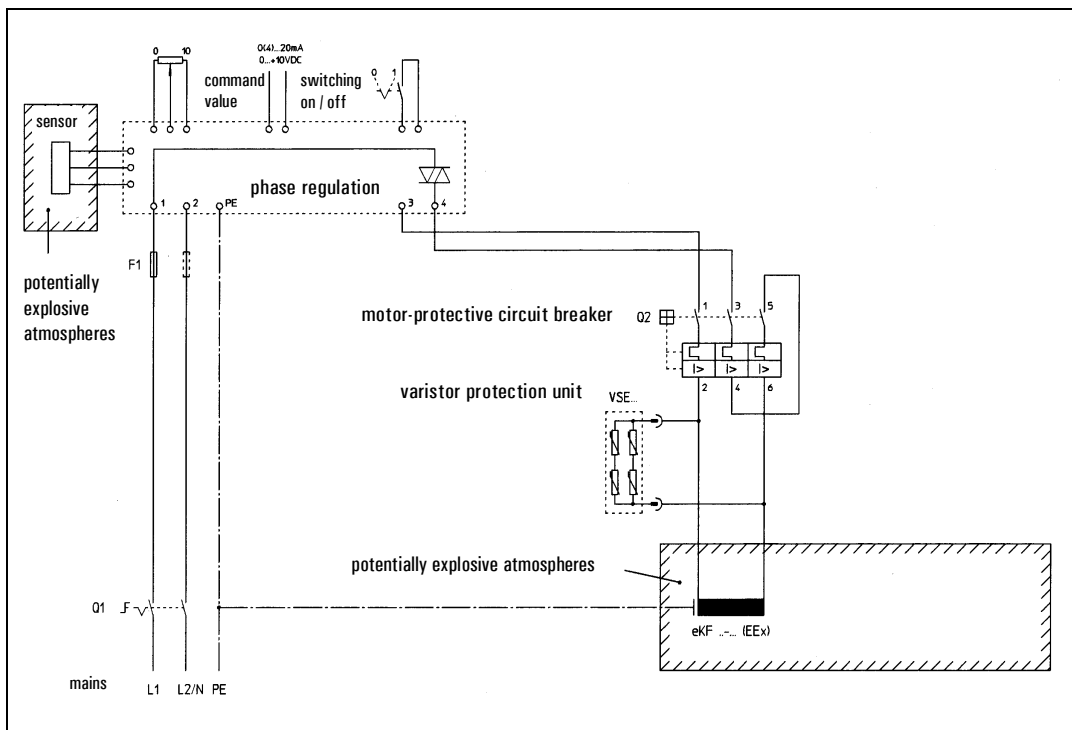 0 10
0(4)...20mA
0...+10VDC
command
value
switching
on / off
0 1
sensor
phase regulation
1 2 PE 3 4
F1
potentially
explosive
atmospheres
1 3 5
motor-protective circuit breaker
Q2
I> I> I>
2 4 6
varistor protection unit
VSE...
potentially explosive atmospheres
Q1
eKF ..-... (EEx)
mains
L1 L2/N PE